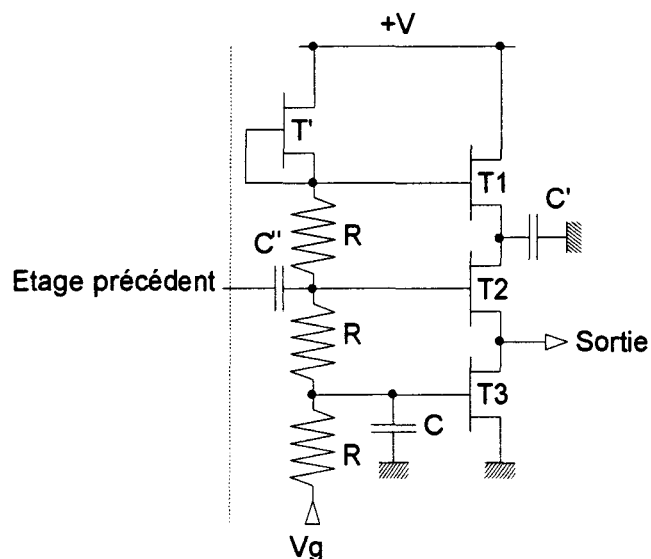 +V
T'
T1
C'
C"
R
Etage précédent
T2
R
Sortie
T3
C
R
Vg